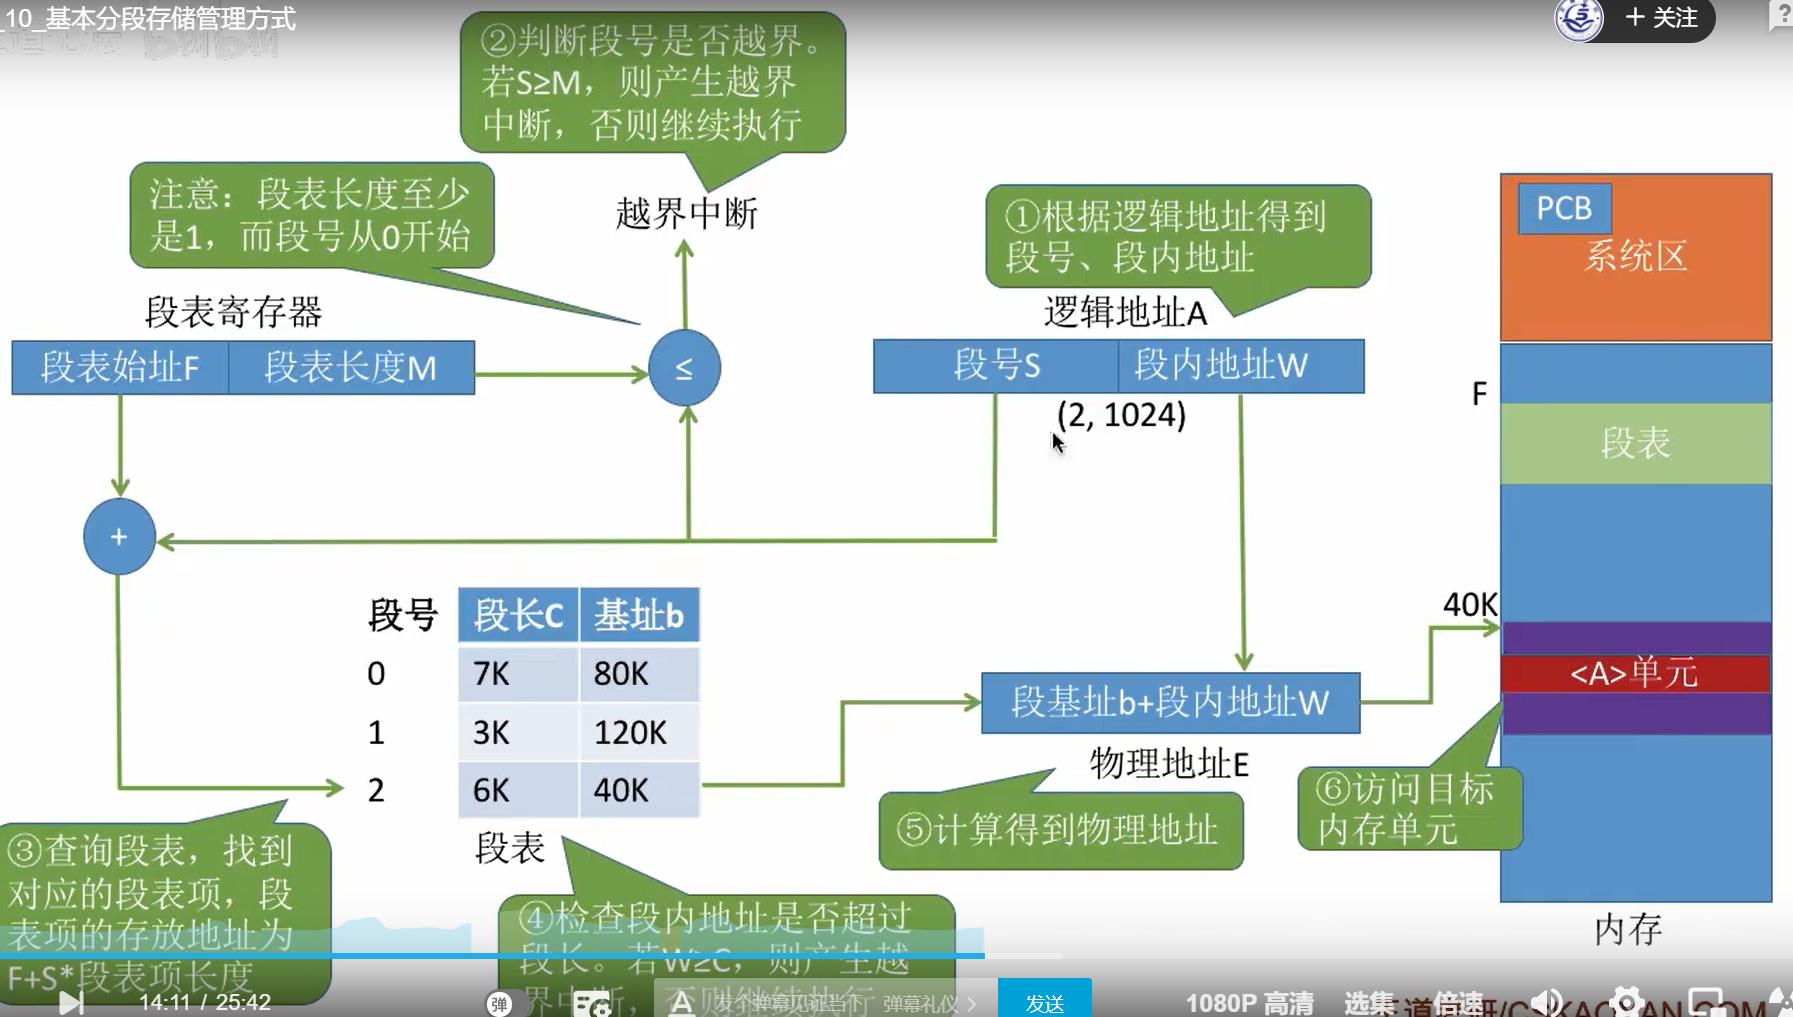 10_基本分段存储管理方式
+ 关注
②判断段号是否越界。
若S≥M，则产生越界
中断，否则继续执行
注意：段表长度至少
是1，而段号从0开始
越界中断
①根据逻辑地址得到
段号、段内地址
PCB
系统区
段表寄存器
逻辑地址A
段表始址F 段表长度M
≤
段号S 段内地址W
(2, 1024)
F
段表
+
40K
段号 段长C 基址b
0 7K 80K
1 3K 120K
2 6K 40K
段表
<A>单元
段基址b+段内地址W
物理地址E
⑤计算得到物理地址
⑥访问目标
内存单元
③查询段表，找到
对应的段表项，段
表项的存放地址为
F+S*段表项长度
④检查段内地址是否超过
段长。若W≥C，则产生越
界中断，否则继续执行
内存
14:11 / 25:42
弹
发个弹幕见证当下
弹幕礼仪 >
发送
1080P 高清
选集
倍速